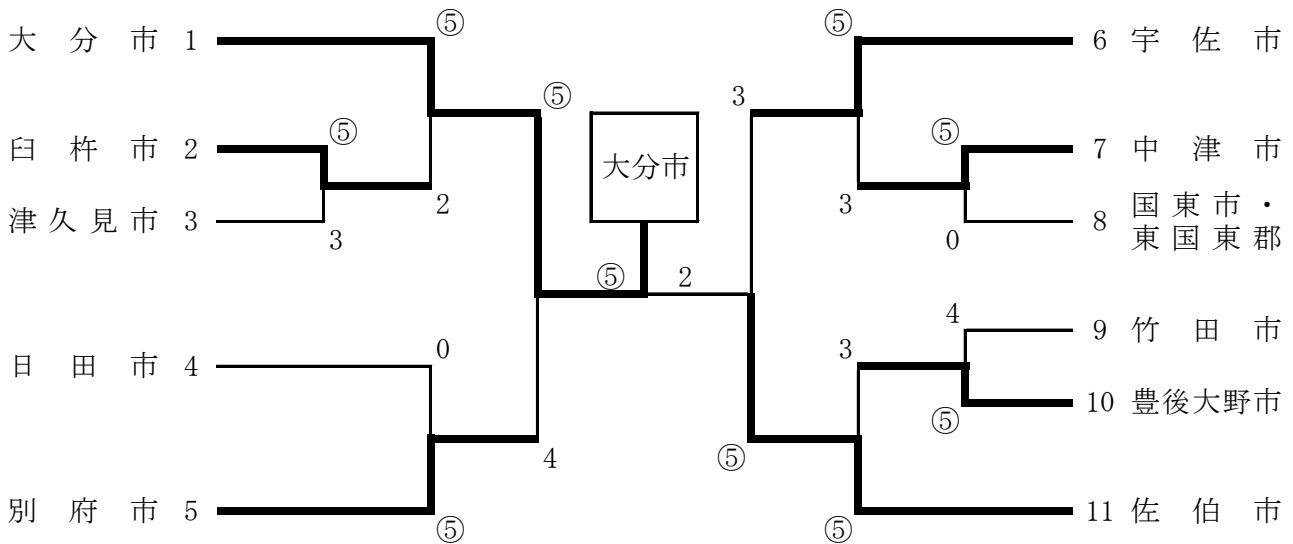 ⑤
⑤
大分市 1
6 宇佐市
⑤
3
⑤
⑤
臼杵市 2
大分市
7 中津市
2
3
津久見市 3
8 国東市・
東国東郡
3
0
⑤
2
4
9 竹田市
0
3
日田市 4
10 豊後大野市
⑤
4
⑤
別府市 5
11 佐伯市
⑤
⑤